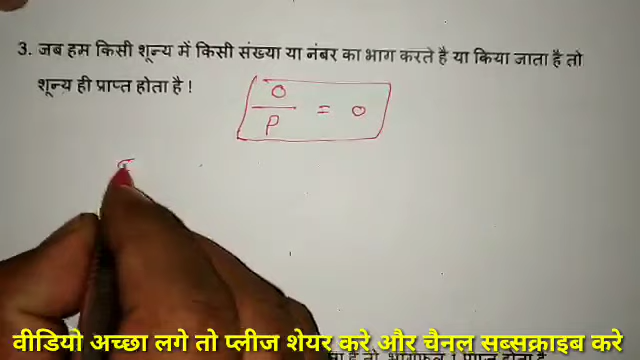 3. जब हम किसी शून्य में किसी संख्या या नंबर का भाग करते है या किया जाता है तो
शून्य ही प्राप्त होता है !
0
P
= 0
वीडियो अच्छा लगे तो प्लीज शेयर करे और चैनल सब्सक्राइब करे